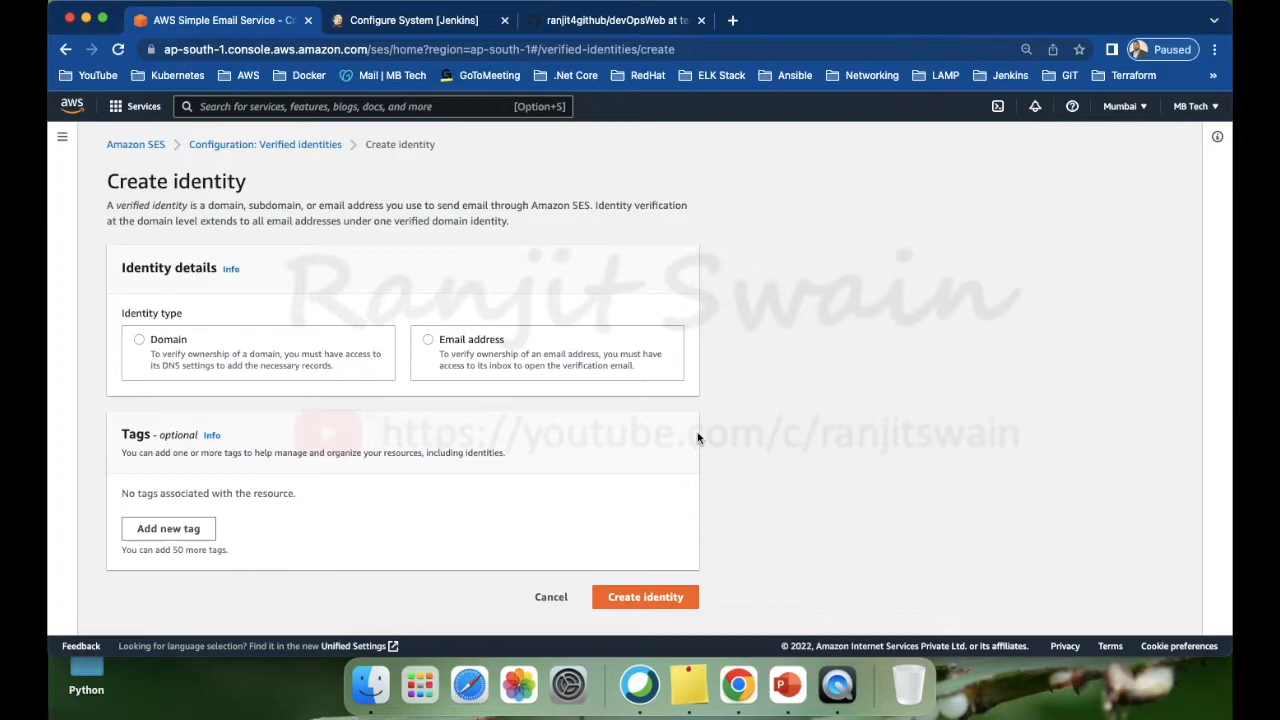 AWS Simple Email Service - Cr
Configure System [Jenkins]
ranjit4github/devOpsWeb at te
ap-south-1.console.aws.amazon.com/ses/home?region=ap-south-1#/verified-identities/create
Paused
YouTube
Kubernetes
AWS
Docker
Mail | MB Tech
GoToMeeting
.Net Core
RedHat
ELK Stack
Ansible
Networking
LAMP
Jenkins
GIT
Terraform
»
aws
Services
Search for services, features, blogs, docs, and more
[Option+S]
Mumbai
MB Tech
Amazon SES
Configuration: Verified identities
Create identity
Create identity
A verified identity is a domain, subdomain, or email address you use to send email through Amazon SES. Identity verification
at the domain level extends to all email addresses under one verified domain identity.
Identity details Info
Ranjit Swain
Identity type
Domain
To verify ownership of a domain, you must have access to
its DNS settings to add the necessary records.
Email address
To verify ownership of an email address, you must have
access to its inbox to open the verification email.
Tags - optional Info
https://youtube.com/c/ranjitswain
You can add one or more tags to help manage and organize your resources, including identities.
No tags associated with the resource.
Add new tag
You can add 50 more tags.
Cancel
Create identity
Feedback
Looking for language selection? Find it in the new Unified Settings
© 2022, Amazon Internet Services Private Ltd. or its affiliates.
Privacy
Terms
Cookie preferences
Python